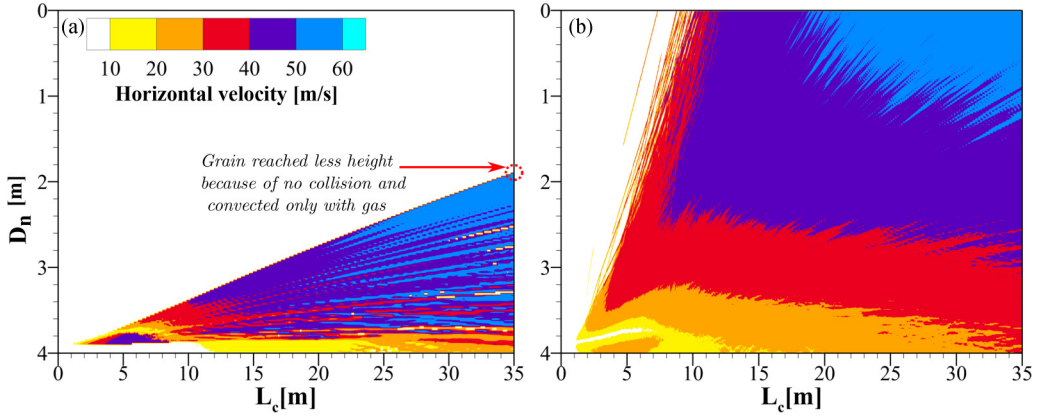 (a)
10 20 30 40 50 60
Horizontal velocity [m/s]
Grain reached less height
because of no collision and
convected only with gas
D_n [m]
0
1
2
3
4
0 5 10 15 20 25 30 35
L_c[m]
(b)
0
1
2
3
4
0 5 10 15 20 25 30 35
L_c[m]